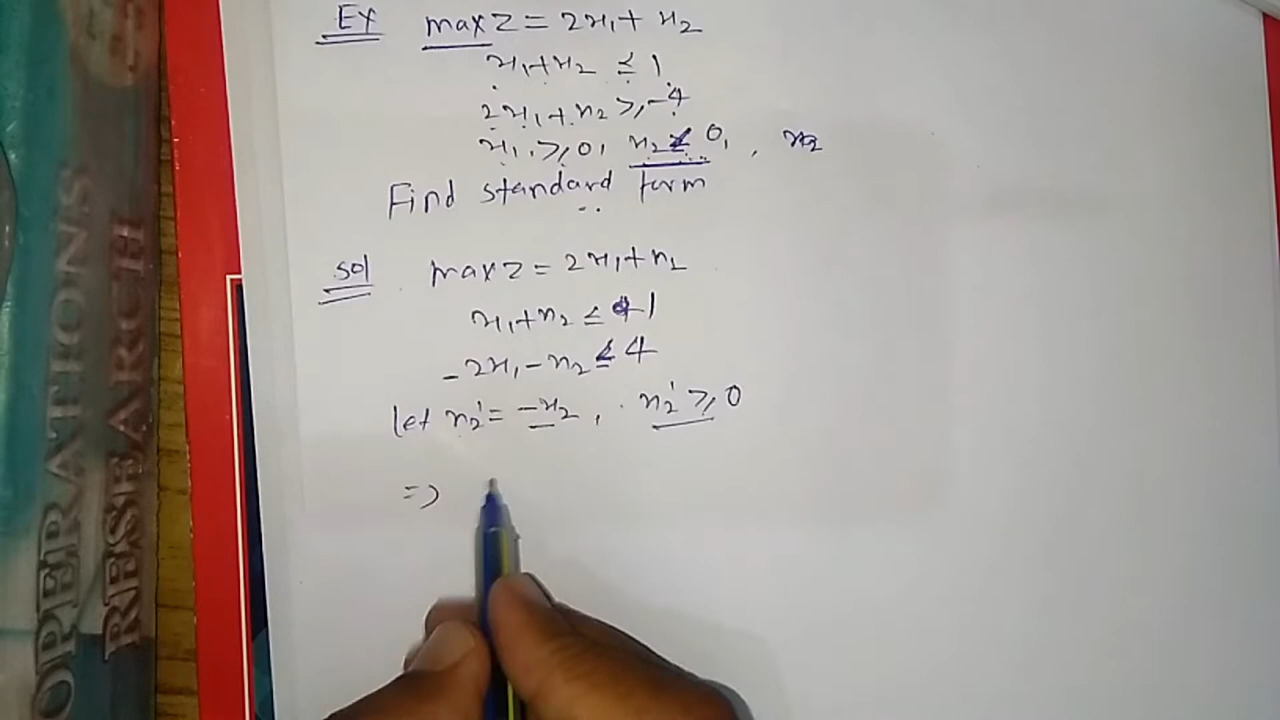 Ex max Z = 2x₁ + x₂
x₁ + x₂ ≤ 1
2x₁ + x₂ ≥ -4
x₁ ≥ 0, x₂ ≤ 0, , x₂
Find standard form
Sol max Z = 2x₁ + x₂
x₁ + x₂ ≤ 1
-2x₁ - x₂ ≤ 4
let x₂' = -x₂, x₂' ≥ 0
=>
OPERATIONS
RESEARCH